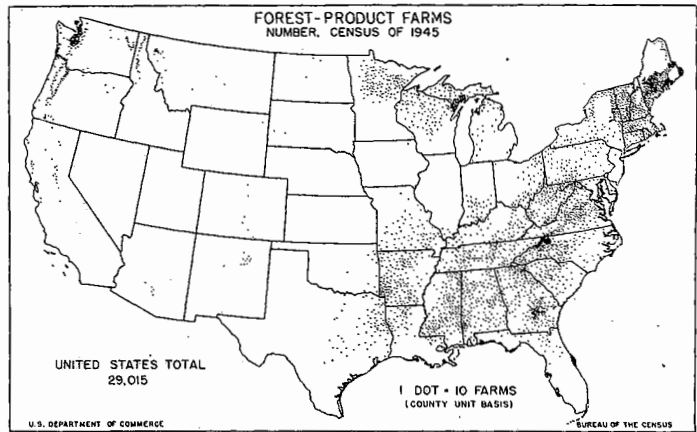 FOREST-PRODUCT FARMS
NUMBER, CENSUS OF 1945
UNITED STATES TOTAL
29,015
1 DOT = 10 FARMS
(COUNTY UNIT BASIS)
U.S. DEPARTMENT OF COMMERCE
BUREAU OF THE CENSUS